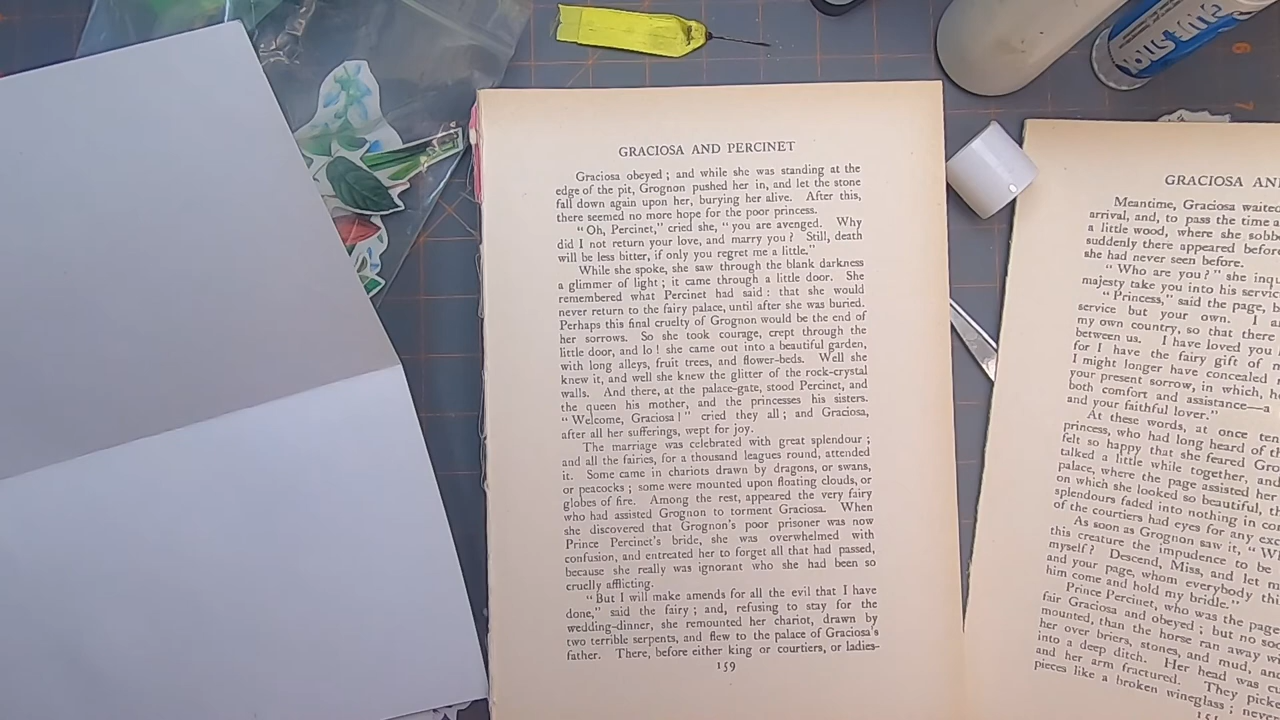 GRACIOSA AND PERCINET
Graciosa obeyed ; and while she was standing at the
edge of the pit, Grognon pushed her in, and let the stone
fall down again upon her, burying her alive. After this,
there seemed no more hope for the poor princess.
“ Oh, Percinet,” cried she, “ you are avenged. Why
did I not return your love, and marry you ? Still, death
will be less bitter, if only you regret me a little.”
While she spoke, she saw through the blank darkness
a glimmer of light ; it came through a little door. She
remembered what Percinet had said : that she would
never return to the fairy palace, until after she was buried.
Perhaps this final cruelty of Grognon would be the end of
her sorrows. So she took courage, crept through the
little door, and lo ! she came out into a beautiful garden,
with long alleys, fruit trees, and flower-beds. Well she
knew it, and well she knew the glitter of the rock-crystal
walls. And there, at the palace-gate, stood Percinet, and
the queen his mother, and the princesses his sisters.
“ Welcome, Graciosa ! ” cried they all ; and Graciosa,
after all her sufferings, wept for joy.
The marriage was celebrated with great splendour ;
and all the fairies, for a thousand leagues round, attended
it. Some came in chariots drawn by dragons, or swans,
or peacocks ; some were mounted upon floating clouds, or
globes of fire. Among the rest, appeared the very fairy
who had assisted Grognon to torment Graciosa. When
she discovered that Grognon’s poor prisoner was now
Prince Percinet’s bride, she was overwhelmed with
confusion, and entreated her to forget all that had passed,
because she really was ignorant who she had been so
cruelly afflicting.
“ But I will make amends for all the evil that I have
done,” said the fairy ; and, refusing to stay for the
wedding-dinner, she remounted her chariot, drawn by
two terrible serpents, and flew to the palace of Graciosa’s
father. There, before either king or courtiers, or ladies-
159
GRACIOSA AN
Meantime, Graciosa waited
arrival, and, to pass the time a
a little wood, where she sobb
suddenly there appeared before
she had never seen before.
“ Who are you ? ” she inq
majesty take you into his servic
“ Princess,” said the page, b
service but your own. I a
my own country, so that there
between us. I have loved you
for I have the fairy gift of m
I might longer have concealed
your present sorrow, in which, h
both comfort and assistance—a
and your faithful lover.”
At these words, at once ten
princess, who had long heard of th
felt so happy that she feared Gro
talked a little while together, and
palace, where the page assisted her
on which she looked so beautiful, th
splendours faded into nothing in co
of the courtiers had eyes for any exc
As soon as Grognon saw it, “ W
this creature the impudence to be
myself ? Descend, Miss, and let m
and your page, whom everybody thi
him come and hold my bridle.”
Prince Percinet, who was the page
fair Graciosa and obeyed ; but no soo
mounted, than the horse ran away wi
her over briers, stones, and mud, an
into a deep ditch. Her head was cu
and her arm fractured. They picke
pieces like a broken wineglass ; never
6
7